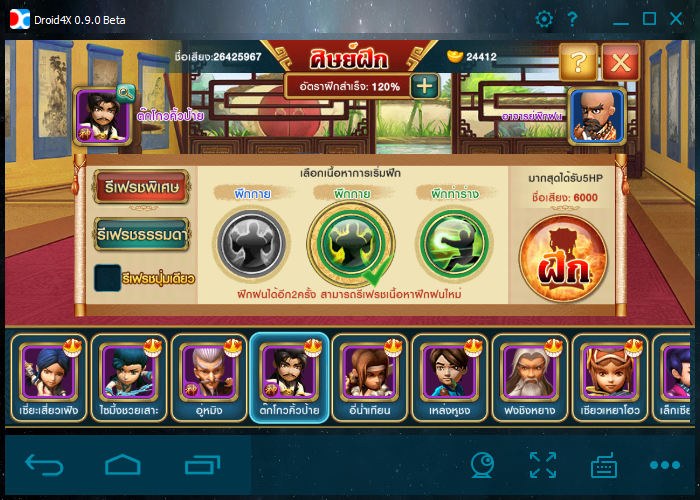 Droid4X 0.9.0 Beta
ชื่อเสียง:26425967
ศิษย์ฝึก
24412
อัตราฝึกสำเร็จ: 120%
ตั๊กโกวคิ้วป้าย
อาจารย์ฝึกฝน
เลือกเนื้อหาการเริ่มฝึก
มากสุดได้รับ5HP
รีเฟรชพิเศษ
ฝึกกาย
ฝึกกาย
ฝึกท่าร่าง
ชื่อเสียง: 6000
รีเฟรชธรรมดา
ฝึก
รีเฟรชปุ่มเดียว
ฝึกฝนได้อีก2ครั้ง สามารถรีเฟรชเนื้อหาฝึกฝนใหม่
เซี่ยะเสี่ยวเฟิง
ไซมึ้งชวยเสาะ
อุหมิง
ตั๊กโกวคิ้วป้าย
อี่น่ำเทียน
เหล่งหูชง
ฟงชิงหยาง
เซียวเหยาโฮว
เล็กเซี